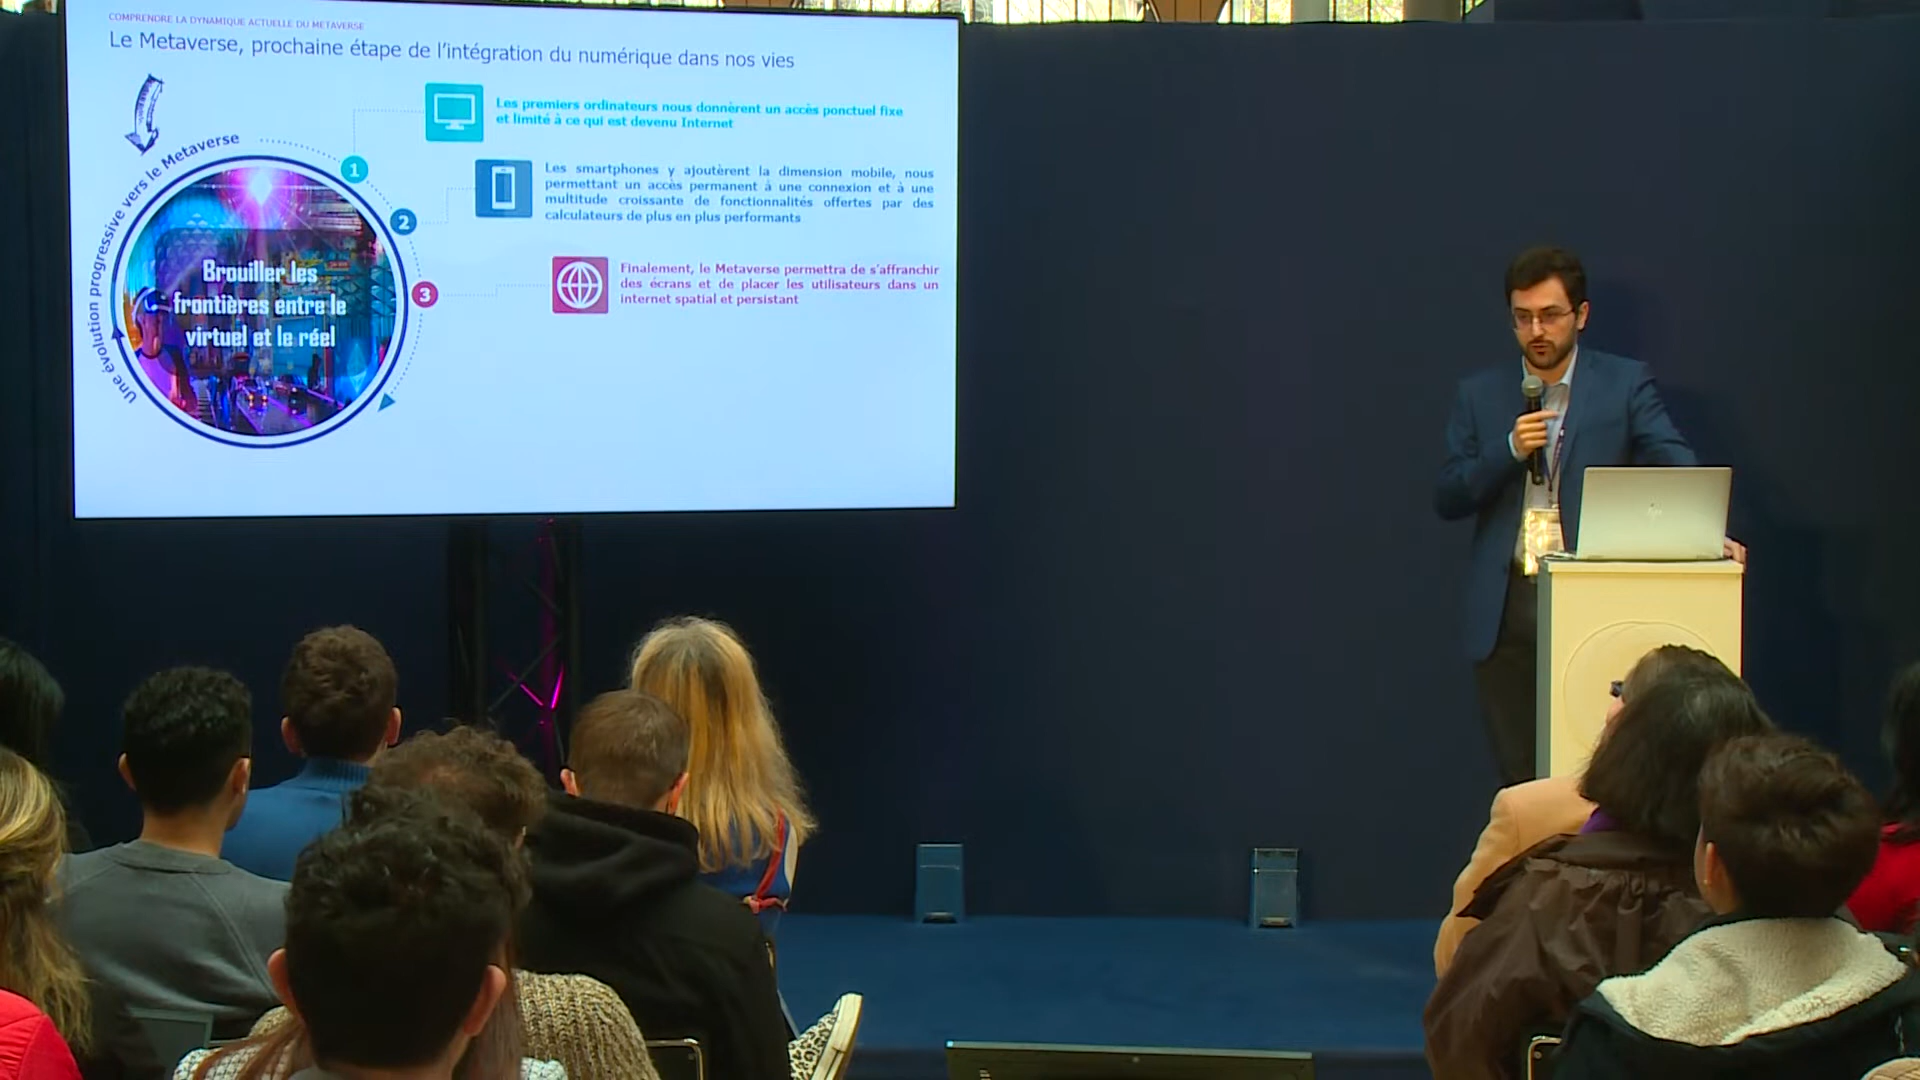 COMPRENDRE LA DYNAMIQUE ACTUELLE DU METAVERSE
Le Metaverse, prochaine étape de l'intégration du numérique dans nos vies
Une évolution progressive vers le Metaverse
Brouiller les
frontières entre le
virtuel et le réel
1
Les premiers ordinateurs nous donnèrent un accès ponctuel fixe
et limité à ce qui est devenu Internet
2
Les smartphones y ajoutèrent la dimension mobile, nous
permettant un accès permanent à une connexion et à une
multitude croissante de fonctionnalités offertes par des
calculateurs de plus en plus performants
3
Finalement, le Metaverse permettra de s'affranchir
des écrans et de placer les utilisateurs dans un
internet spatial et persistant
hp